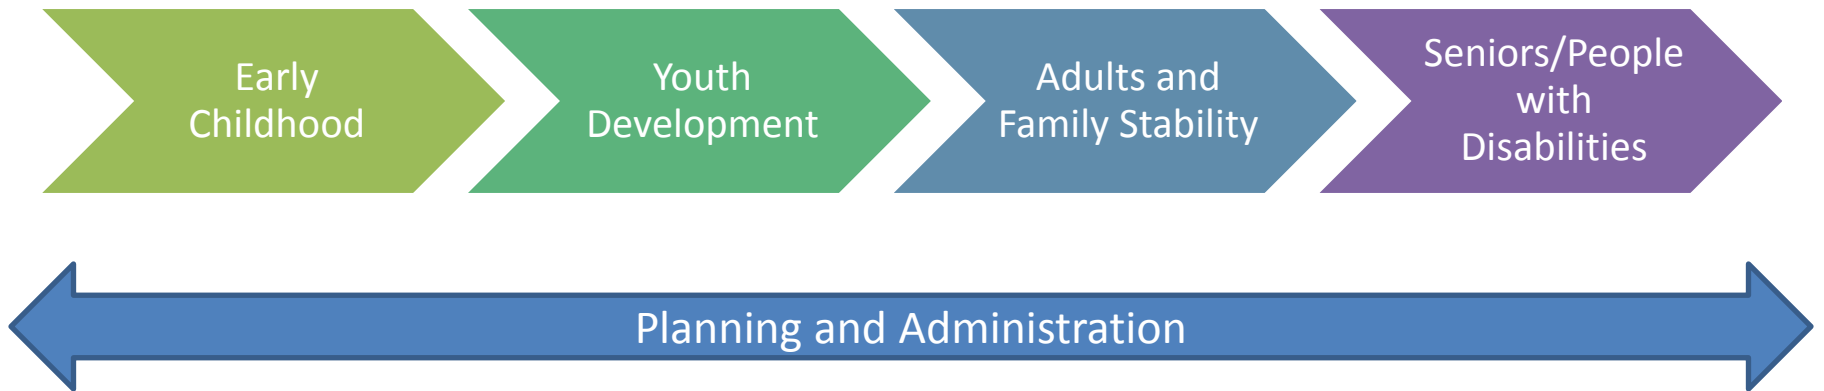 Early
Childhood
Youth
Development
Adults and
Family Stability
Seniors/People
with
Disabilities
Planning and Administration